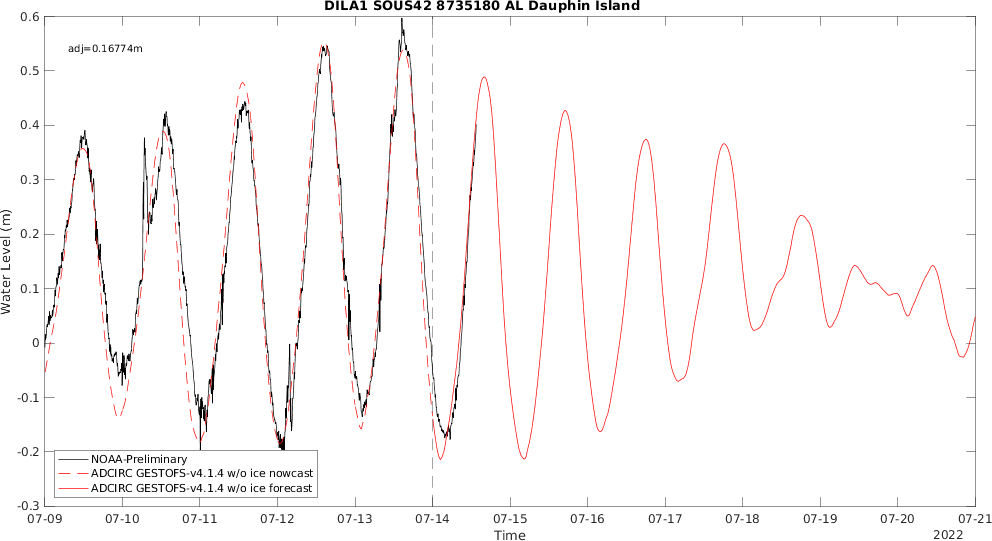 DILA1 SOUS42 8735180 AL Dauphin Island
adj=0.16774m
0.6
0.5
0.4
0.3
0.2
0.1
0
-0.1
-0.2
-0.3
Water Level (m)
NOAA-Preliminary
ADCIRC GESTOFS-v4.1.4 w/o ice nowcast
ADCIRC GESTOFS-v4.1.4 w/o ice forecast
07-09 07-10 07-11 07-12 07-13 07-14 07-15 07-16 07-17 07-18 07-19 07-20 07-21
Time
2022